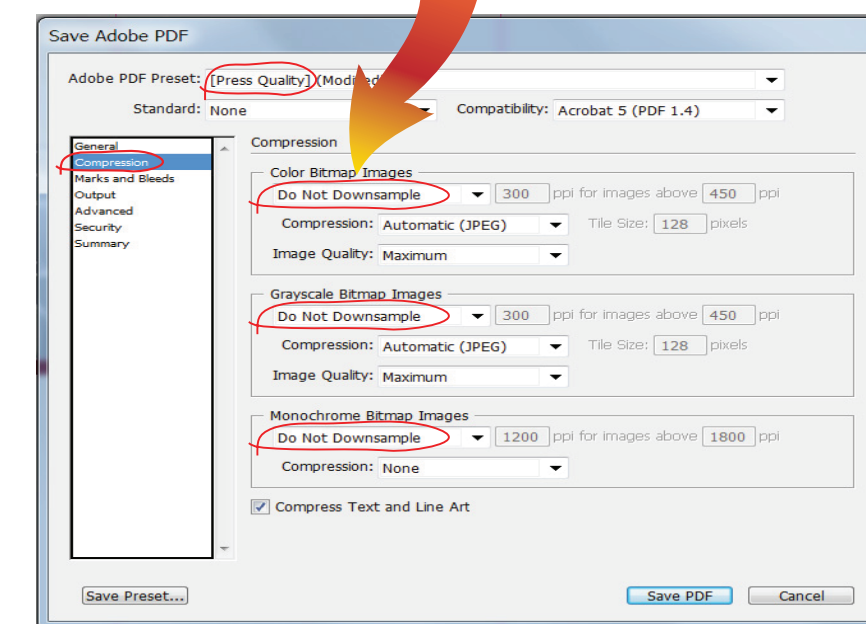 Save Adobe PDF
Adobe PDF Preset: [Press Quality] (Modified
Standard: None Compatibility: Acrobat 5 (PDF 1.4)
General
Compression
Marks and Bleeds
Output
Advanced
Security
Summary
Compression
Color Bitmap Images
Do Not Downsample 300 ppi for images above 450 ppi
Compression: Automatic (JPEG) Tile Size: 128 pixels
Image Quality: Maximum
Grayscale Bitmap Images
Do Not Downsample 300 ppi for images above 450 ppi
Compression: Automatic (JPEG) Tile Size: 128 pixels
Image Quality: Maximum
Monochrome Bitmap Images
Do Not Downsample 1200 ppi for images above 1800 ppi
Compression: None
Compress Text and Line Art
Save Preset... Save PDF Cancel